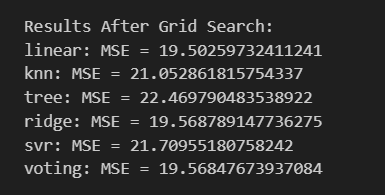 Results After Grid Search:
linear: MSE = 19.50259732411241
knn: MSE = 21.052861815754337
tree: MSE = 22.469790483538922
ridge: MSE = 19.568789147736275
svr: MSE = 21.70955180758242
voting: MSE = 19.56847673937084